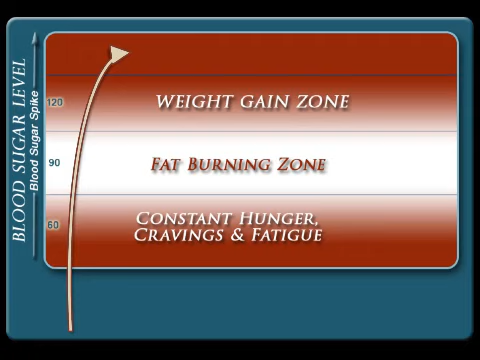 BLOOD SUGAR LEVEL
Blood Sugar Spike
120
WEIGHT GAIN ZONE
90
FAT BURNING ZONE
60
CONSTANT HUNGER,
CRAVINGS & FATIGUE